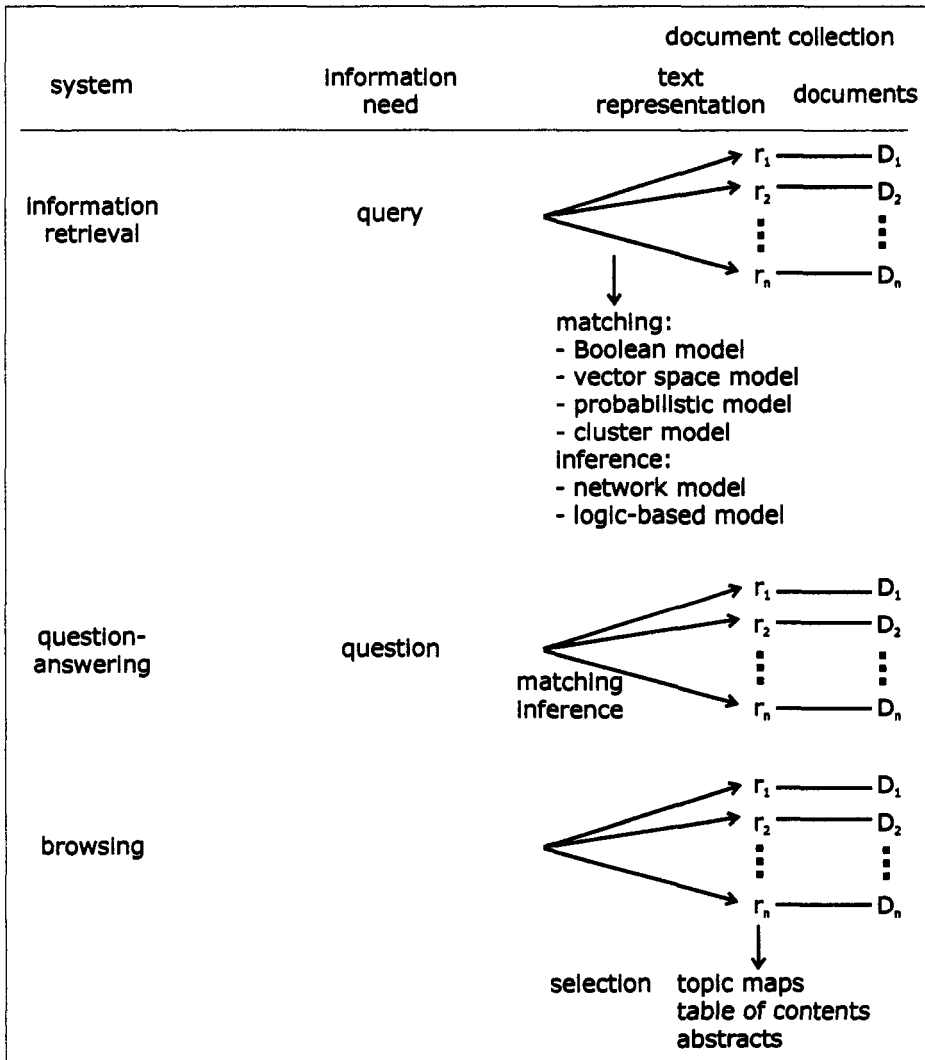 document collection
system
information
need
text
representation
documents
information
retrieval
query
r₁ D₁
r₂ D₂
rₙ Dₙ
matching:
- Boolean model
- vector space model
- probabilistic model
- cluster model
inference:
- network model
- logic-based model
question-
answering
question
matching
inference
r₁ D₁
r₂ D₂
rₙ Dₙ
browsing
r₁ D₁
r₂ D₂
rₙ Dₙ
selection topic maps
table of contents
abstracts